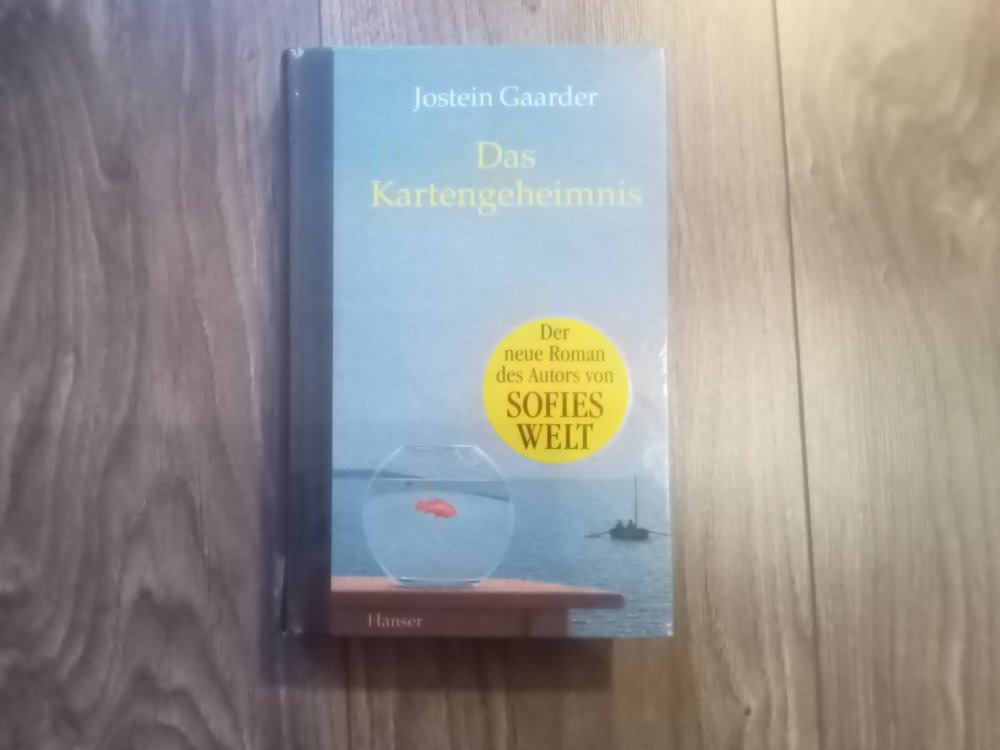 Jostein Gaarder
Das
Kartengeheimnis
Der
neue Roman
des Autors von
SOFIES
WELT
Hanser